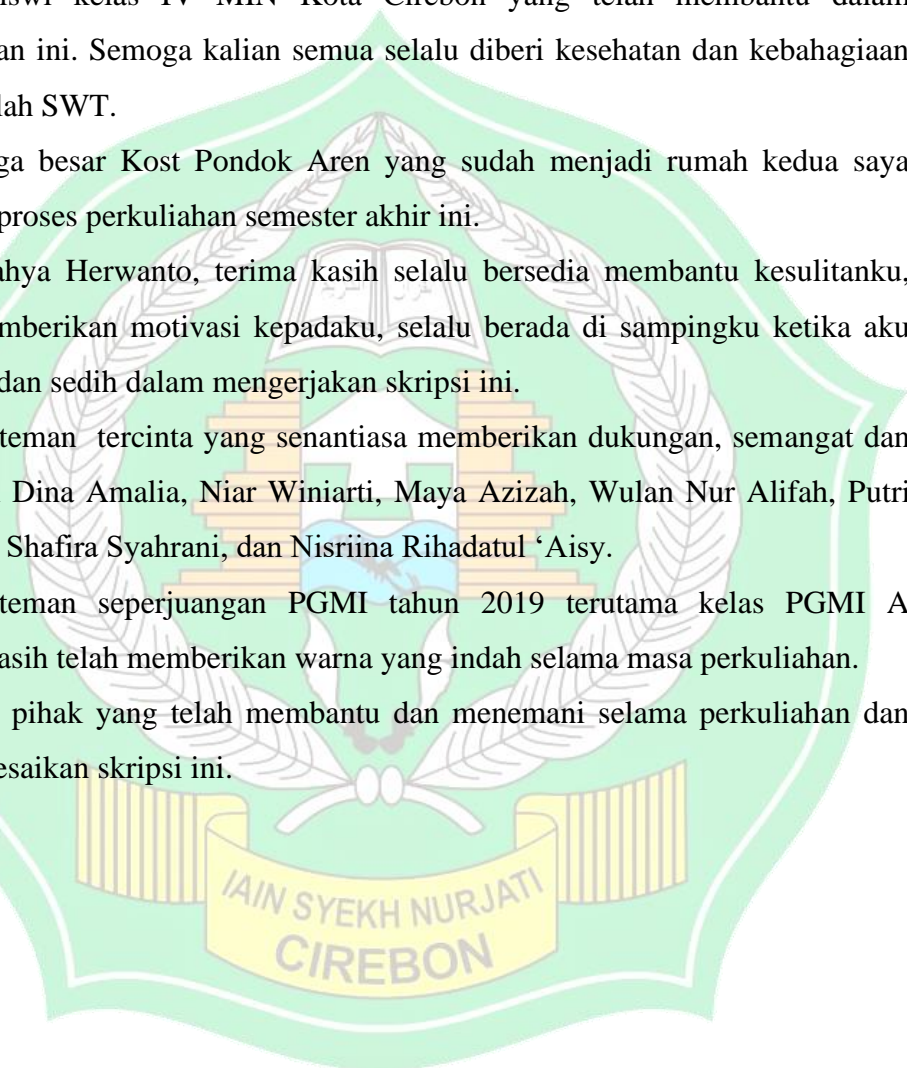 iswi kelas IV MIN Kota Cirebon yang telah membantu dalam
an ini. Semoga kalian semua selalu diberi kesehatan dan kebahagiaan
lah SWT.
ga besar Kost Pondok Aren yang sudah menjadi rumah kedua saya
proses perkuliahan semester akhir ini.
ahya Herwanto, terima kasih selalu bersedia membantu kesulitanku,
mberikan motivasi kepadaku, selalu berada di sampingku ketika aku
dan sedih dalam mengerjakan skripsi ini.
teman tercinta yang senantiasa memberikan dukungan, semangat dan
Dina Amalia, Niar Winiarti, Maya Azizah, Wulan Nur Alifah, Putri
Shafira Syahrani, dan Nisriina Rihadatul ‘Aisy.
teman seperjuangan PGMI tahun 2019 terutama kelas PGMI A
asih telah memberikan warna yang indah selama masa perkuliahan.
pihak yang telah membantu dan menemani selama perkuliahan dan
esaikan skripsi ini.
IAIN SYEKH NURJATI
CIREBON